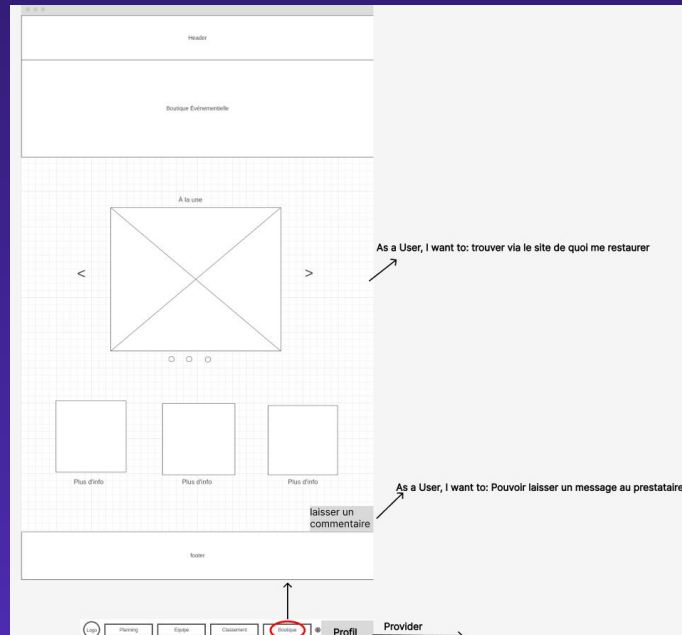 Header
Boutique Événementielle
À la une
As a User, I want to: trouver via le site de quoi me restaurer
<
>
Plus d'info
Plus d'info
Plus d'info
As a User, I want to: Pouvoir laisser un message au prestataire
laisser un
commentaire
footer
Logo
Planning
Équipe
Classement
Boutique
Profil
Provider